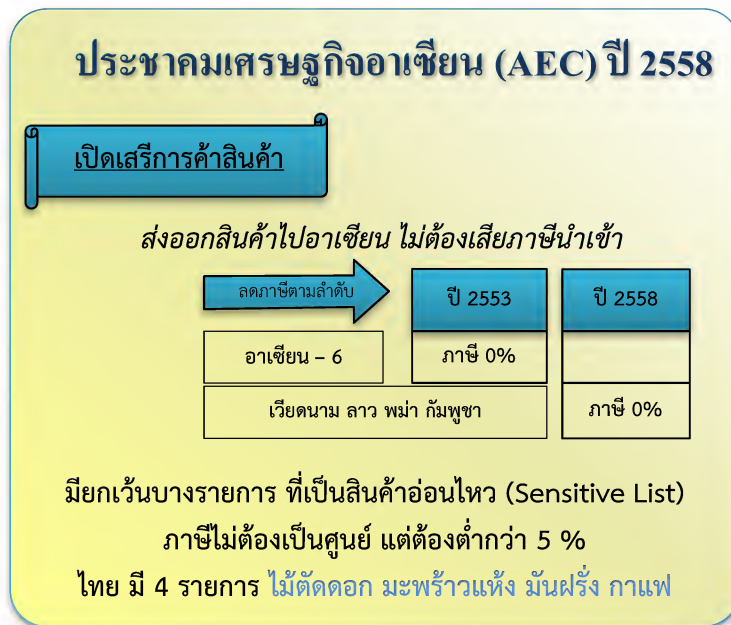 ประชาคมเศรษฐกิจอาเซียน (AEC) ปี 2558
เปิดเสรีการค้าสินค้า
ส่งออกสินค้าไปอาเซียน ไม่ต้องเสียภาษีนำเข้า
ลดภาษีตามลำดับ ปี 2553 ปี 2558
อาเซียน – 6 ภาษี 0%
เวียดนาม ลาว พม่า กัมพูชา ภาษี 0%
มียกเว้นบางรายการ ที่เป็นสินค้าอ่อนไหว (Sensitive List)
ภาษีไม่ต้องเป็นศูนย์ แต่ต้องต่ำกว่า 5 %
ไทย มี 4 รายการ ไม้ตัดดอก มะพร้าวแห้ง มันฝรั่ง กาแฟ